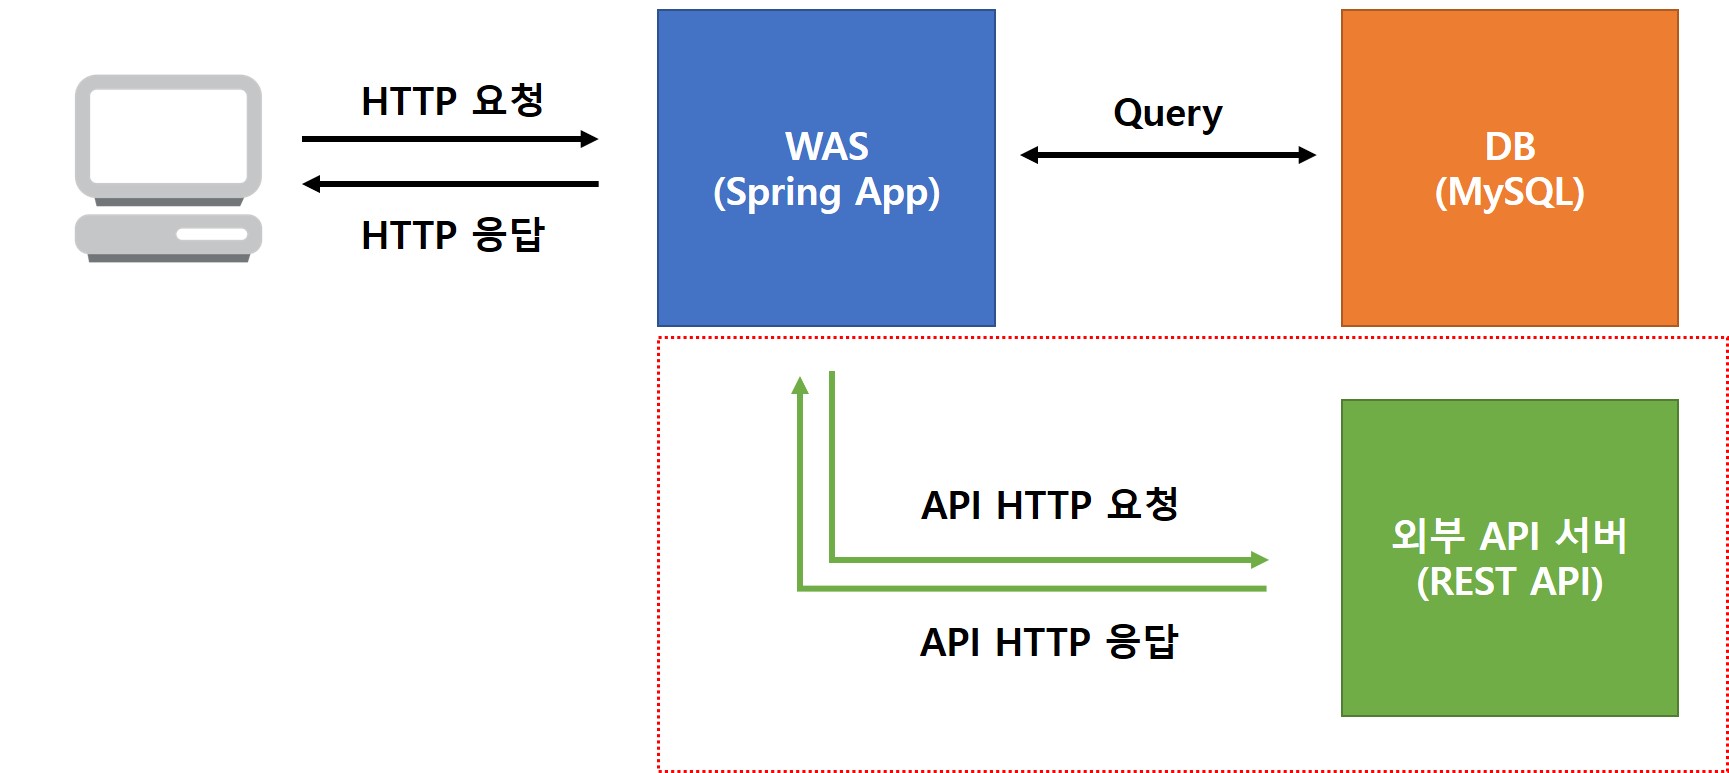 HTTP 요청
HTTP 응답
WAS
(Spring App)
Query
DB
(MySQL)
API HTTP 요청
API HTTP 응답
외부 API 서버
(REST API)